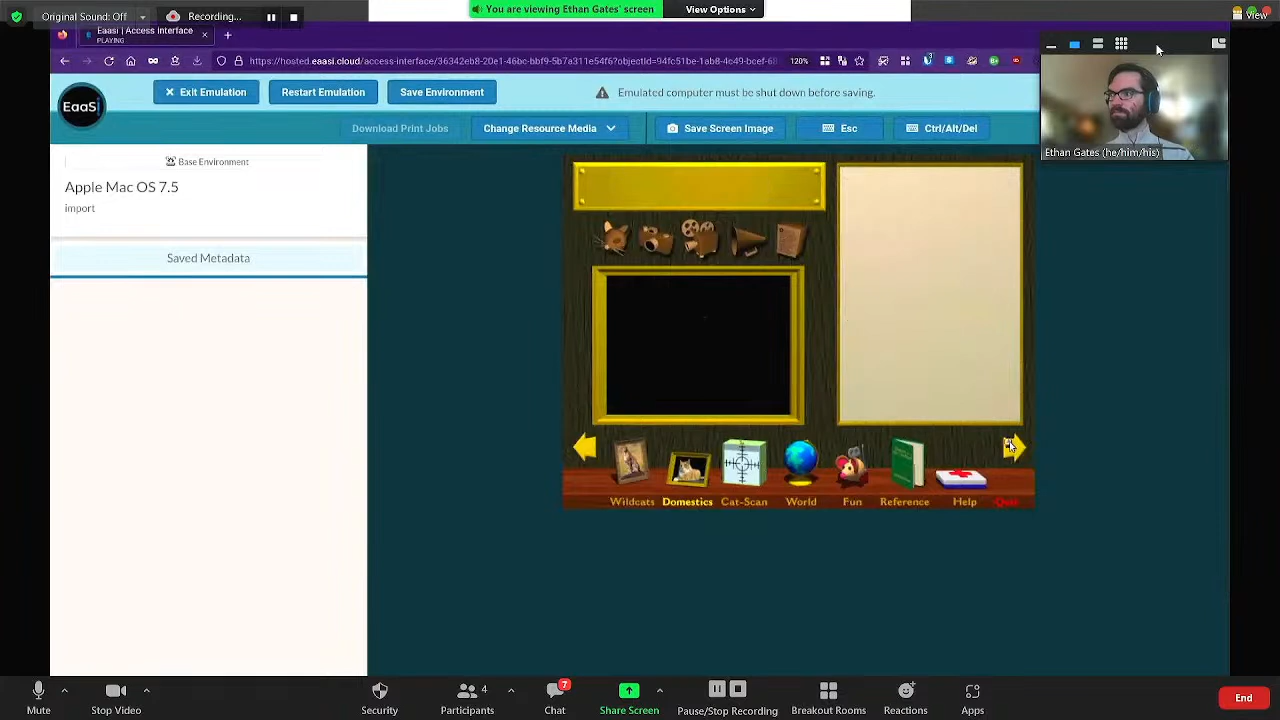 Original Sound: Off
Recording...
You are viewing Ethan Gates' screen
View Options
View
EaaSI | Access Interface
PLAYING
https://hosted.eaasi.cloud/access-interface/36342eb8-20e1-46bc-bbf9-5b7a311e54f6?objectId=94fc51be-1ab8-4c49-bcef-68
120%
EaaSI
Exit Emulation
Restart Emulation
Save Environment
Emulated computer must be shut down before saving.
Download Print Jobs
Change Resource Media
Save Screen Image
Esc
Ctrl/Alt/Del
Ethan Gates (he/him/his)
Base Environment
Apple Mac OS 7.5
import
Saved Metadata
Wildcats
Domestics
Cat-Scan
World
Fun
Reference
Help
Quit
Mute
Stop Video
Security
4
Participants
7
Chat
Share Screen
Pause/Stop Recording
Breakout Rooms
Reactions
Apps
End